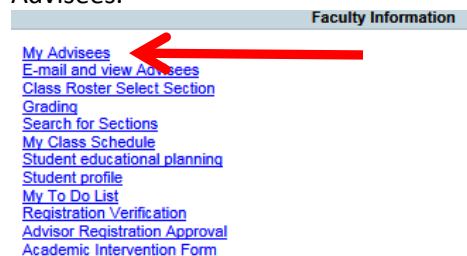 Advisees.
Faculty Information
My Advisees
E-mail and view Advisees
Class Roster Select Section
Grading
Search for Sections
My Class Schedule
Student educational planning
Student profile
My To Do List
Registration Verification
Advisor Registration Approval
Academic Intervention Form